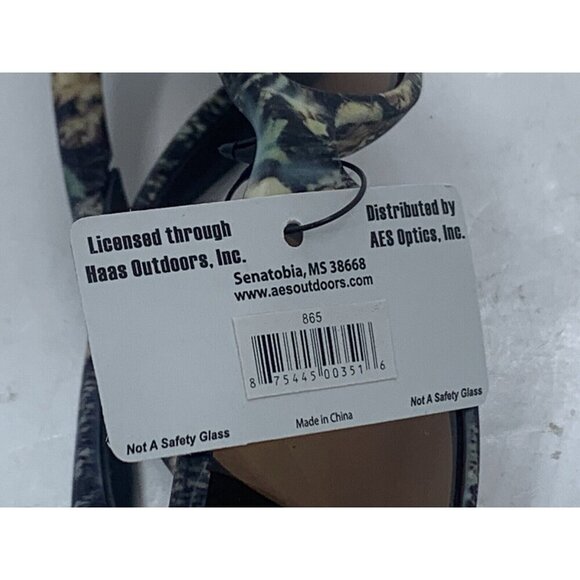 Licensed through
Haas Outdoors, Inc.
Distributed by
AES Optics, Inc.
Senatobia, MS 38668
www.aesoutdoors.com
865
8 75445 00351 6
Made in China
Not A Safety Glass
Not A Safety Glass